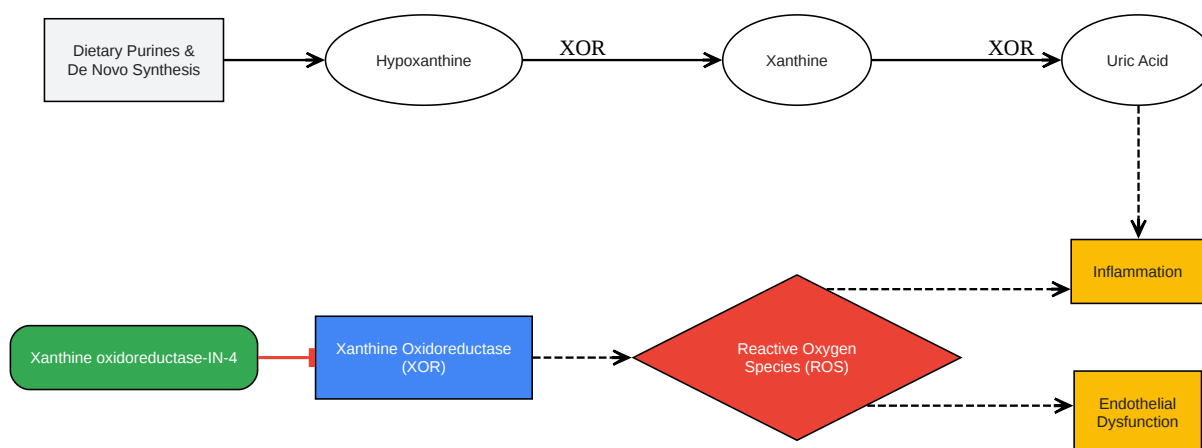 Dietary Purines &
De Novo Synthesis
Hypoxanthine
XOR
Xanthine
XOR
Uric Acid
Inflammation
Xanthine oxidoreductase-IN-4
Xanthine Oxidoreductase
(XOR)
Reactive Oxygen
Species (ROS)
Endothelial
Dysfunction